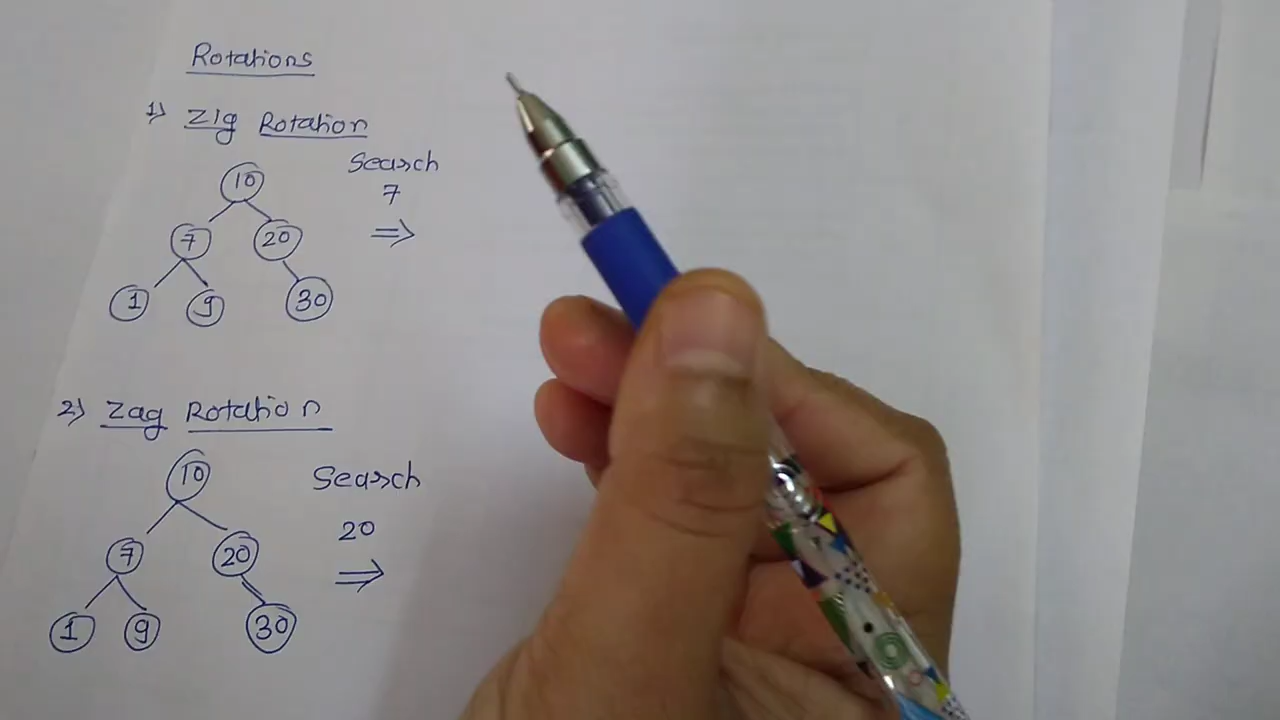 Rotations
1) Zig Rotation
Search
10
7
7 20
⇒
1 9 30
2) Zag Rotation
10
Search
20
7 20
⇒
1 9 30